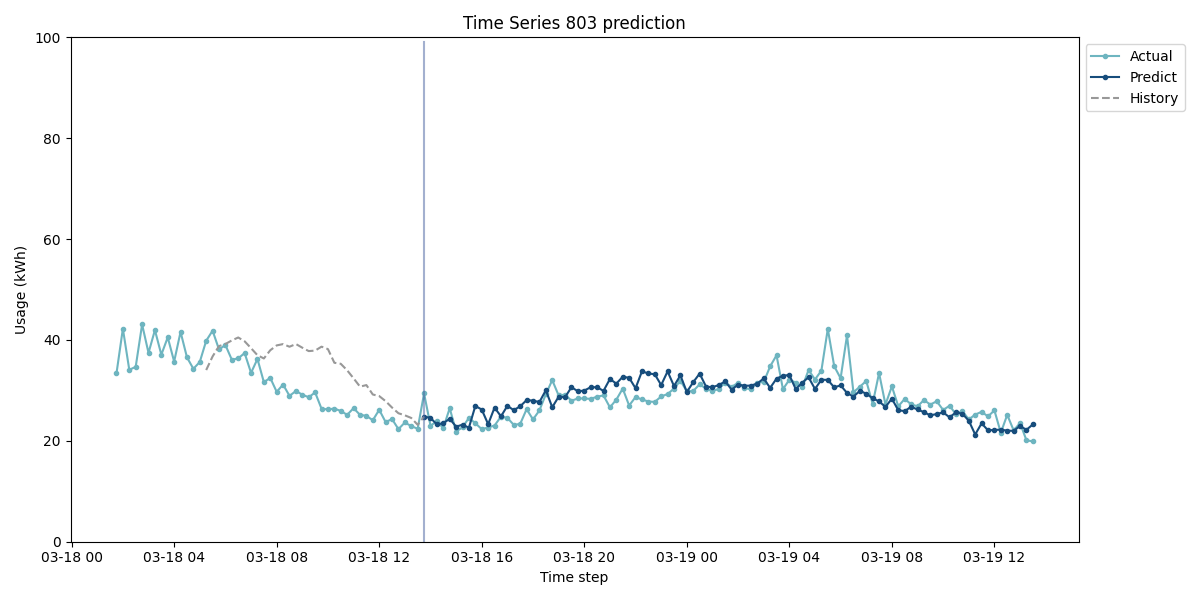 Time Series 803 prediction
100
80
60
40
20
0
Usage (kWh)
03-18 00
03-18 04
03-18 08
03-18 12
03-18 16
03-18 20
03-19 00
03-19 04
03-19 08
03-19 12
Time step
Actual
Predict
History